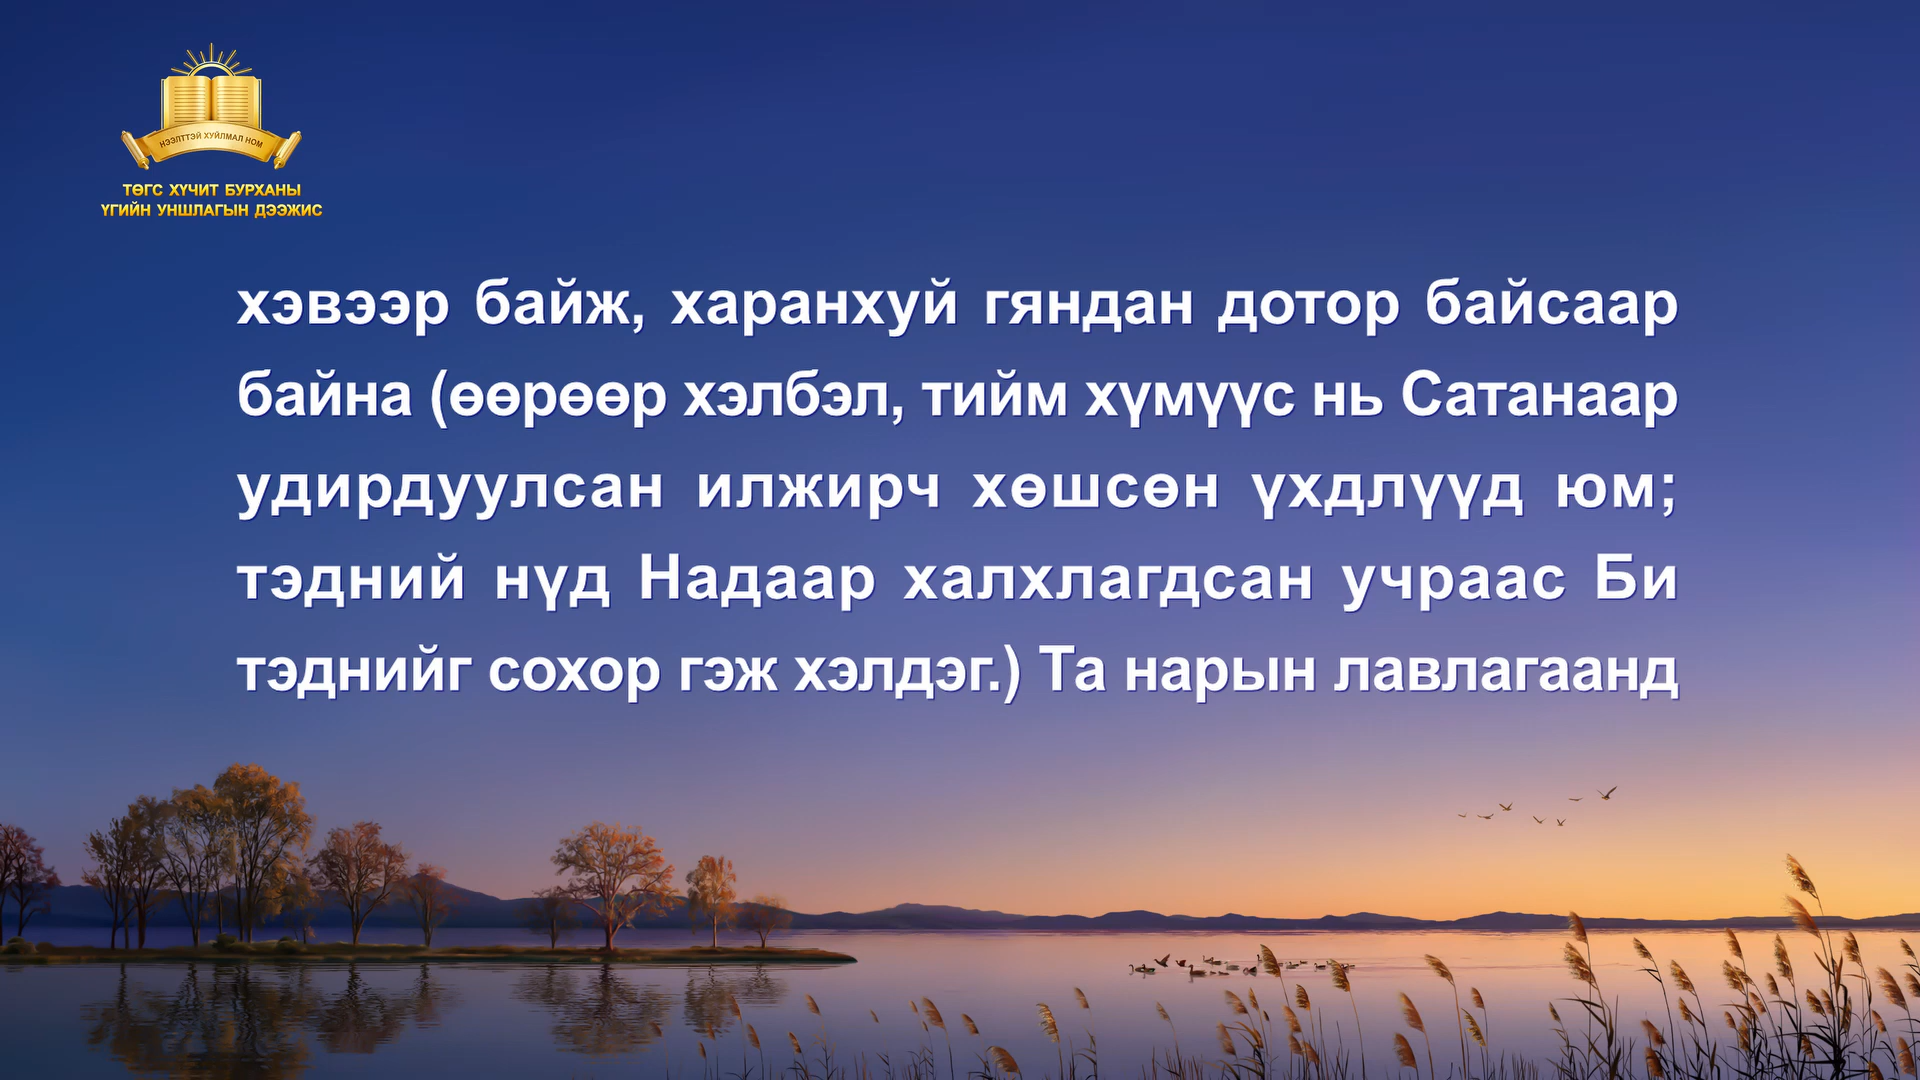 НЭЭЛТТЭЙ ХУЙЛМАЛ НОМ
ТӨГС ХҮЧИТ БУРХАНЫ
ҮГИЙН УНШЛАГЫН ДЭЭЖИС
хэвээр байж, харанхуй гяндан дотор байсаар
байна (өөрөөр хэлбэл, тийм хүмүүс нь Сатанаар
удирдуулсан илжирч хөшсөн үхдлүүд юм;
тэдний нүд Надаар халхлагдсан учраас Би
тэднийг сохор гэж хэлдэг.) Та нарын лавлагаанд